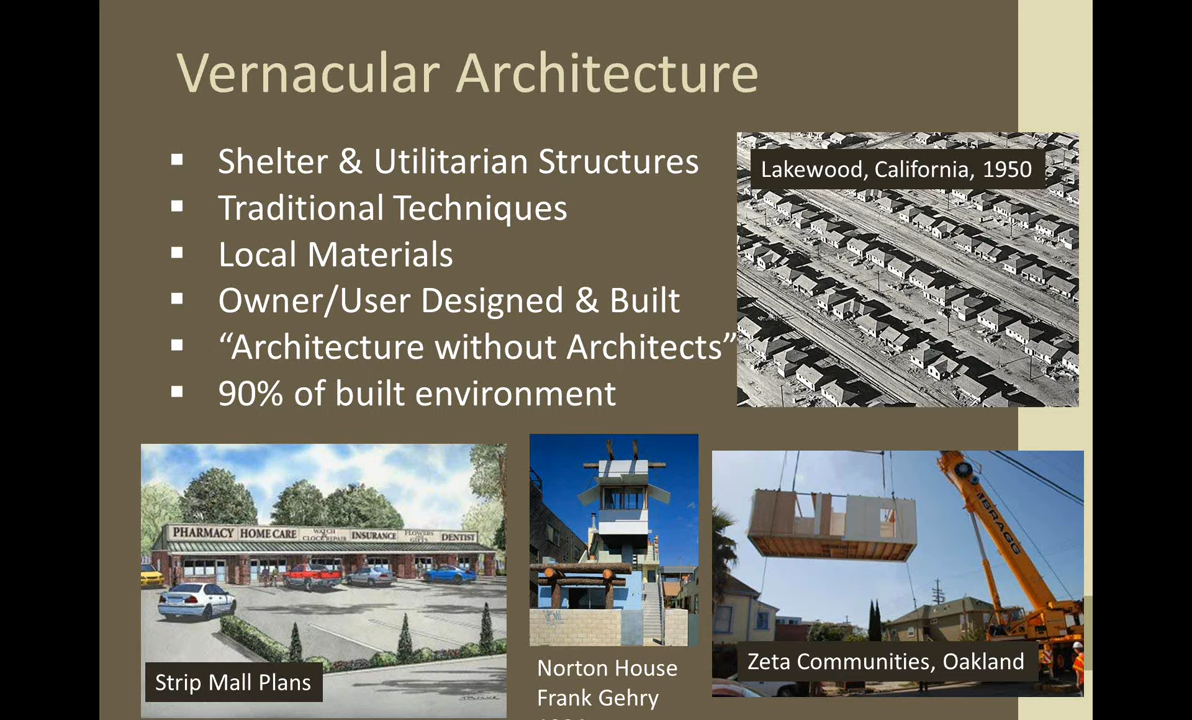 Vernacular Architecture
▪ Shelter & Utilitarian Structures
▪ Traditional Techniques
▪ Local Materials
▪ Owner/User Designed & Built
▪ “Architecture without Architects”
▪ 90% of built environment
Lakewood, California, 1950
PHARMACY HOME CARE WATCH & CLOCK REPAIR INSURANCE FLOWERS & GIFTS DENTIST
Strip Mall Plans
Norton House
Frank Gehry
BRAGG
Zeta Communities, Oakland